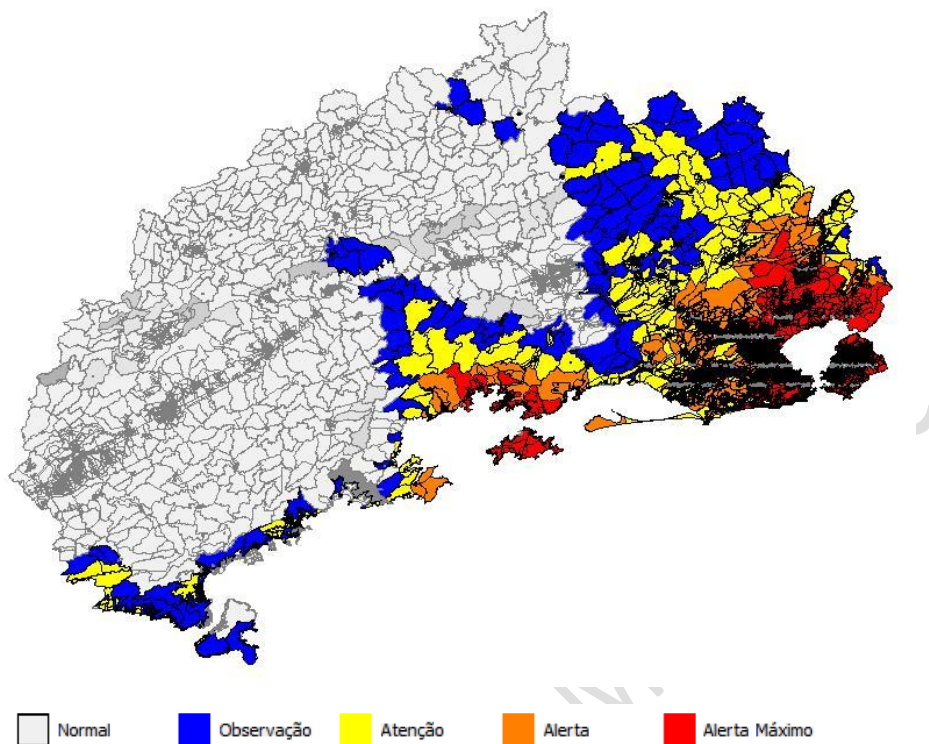 Normal
Observação
Atenção
Alerta
Alerta Máximo